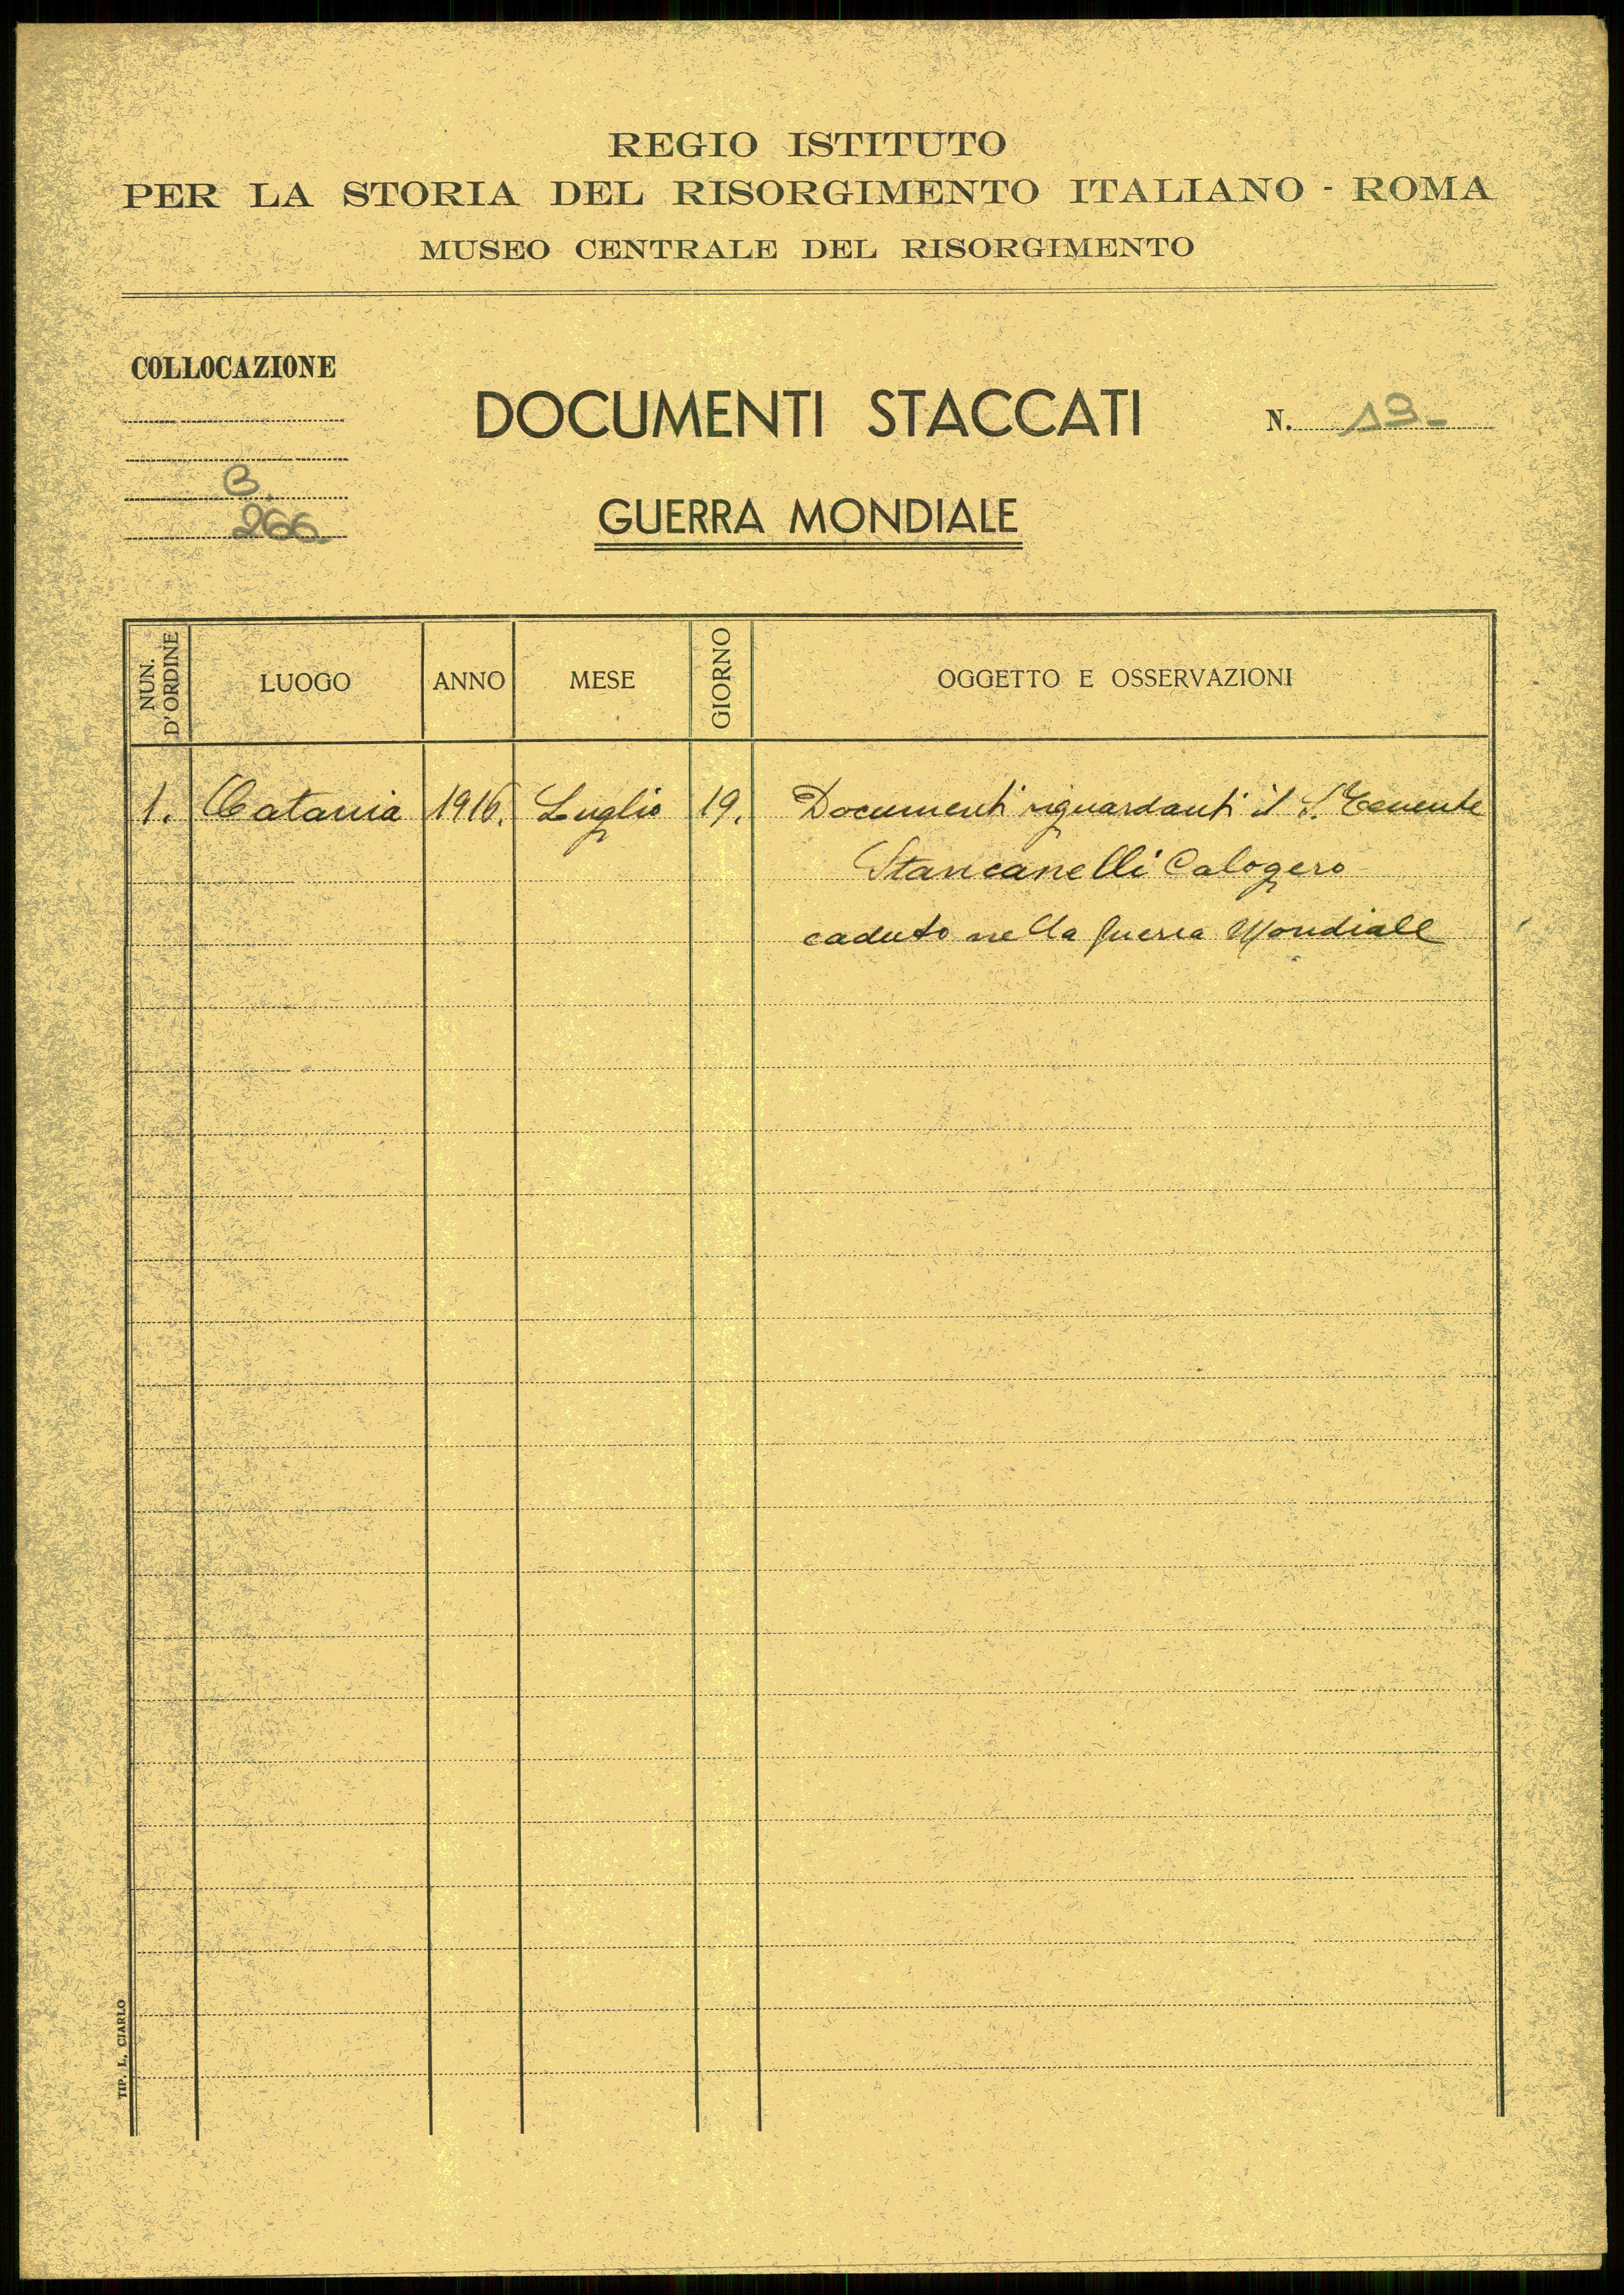 REGIO ISTITUTO
PER LA STORIA DEL RISORGIMENTO ITALIANO - ROMA
MUSEO CENTRALE DEL RISORGIMENTO
COLLOCAZIONE
B.
266
DOCUMENTI STACCATI
N. 19-
GUERRA MONDIALE
NUN. D'ORDINE LUOGO ANNO MESE GIORNO OGGETTO E OSSERVAZIONI
1. Catania 1916. Luglio 19. Documenti riguardanti il S. Tenente
Stancanelli Calogero
caduto nella guerra Mondiale
TIP. L. CIARLO